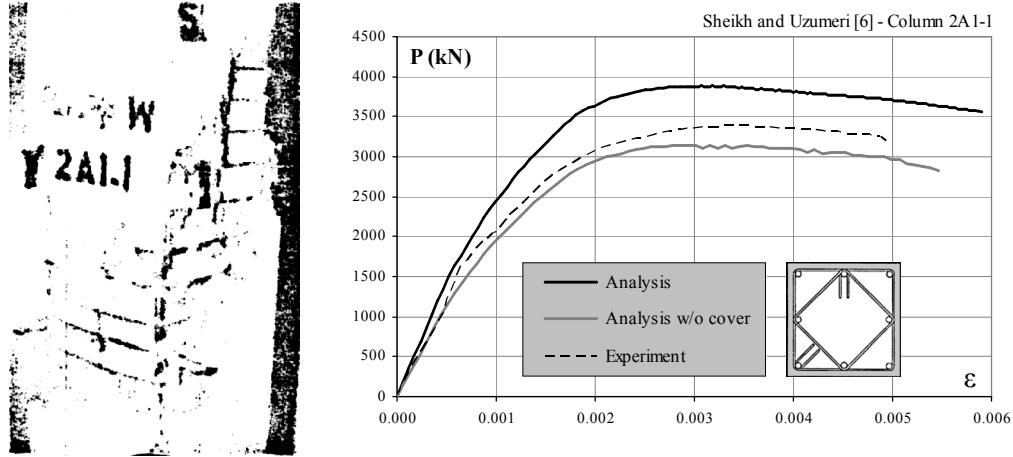 S
W
2A1.1
1
Sheikh and Uzumeri [6] - Column 2A1-1
P (kN)
4500
4000
3500
3000
2500
2000
1500
1000
500
0
Analysis
Analysis w/o cover
Experiment
ε
0.000 0.001 0.002 0.003 0.004 0.005 0.006